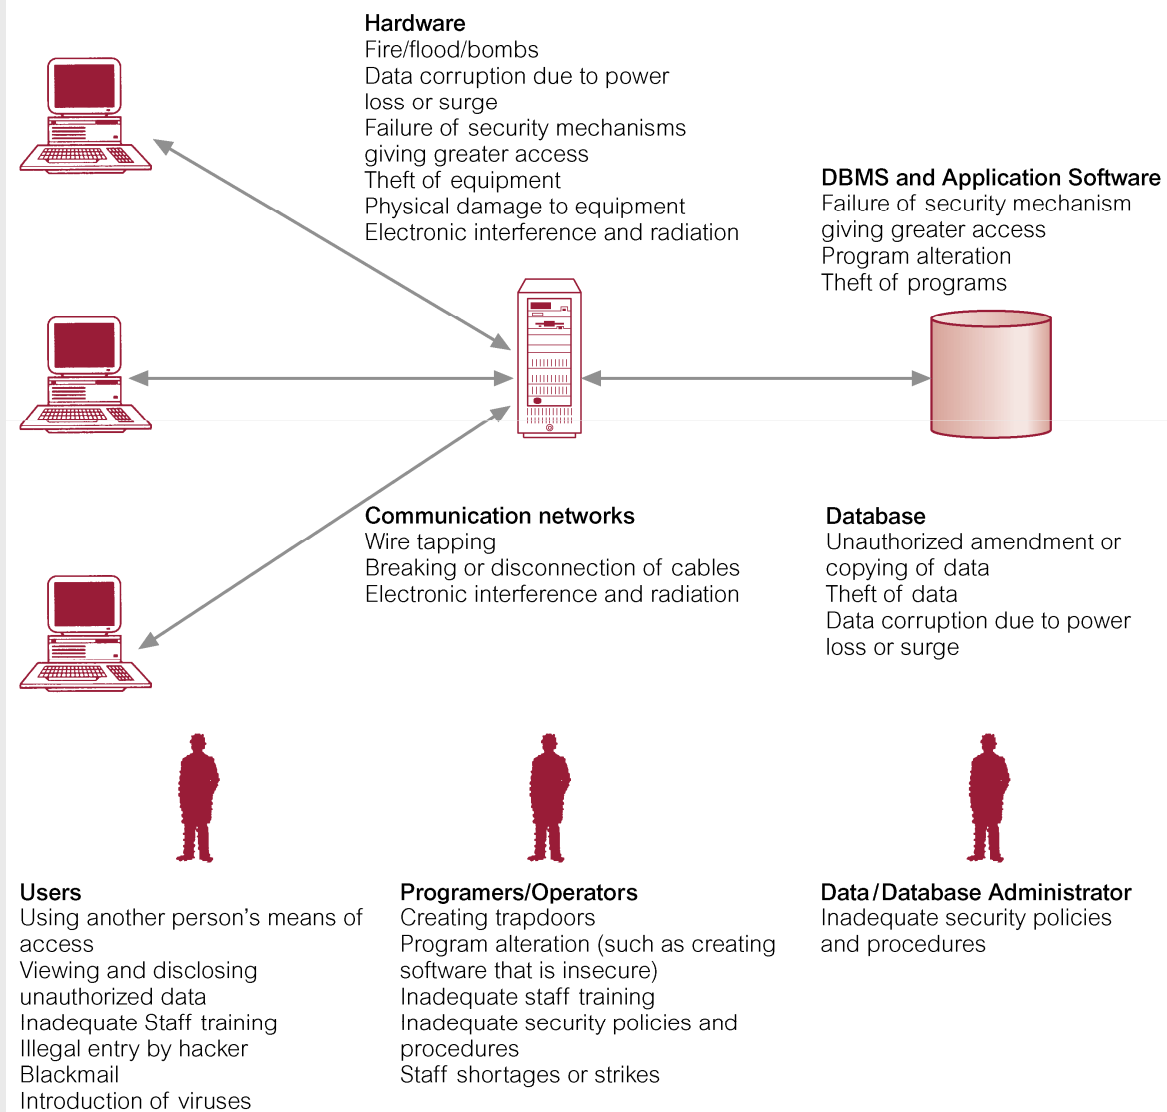 Hardware
Fire/flood/bombs
Data corruption due to power
loss or surge
Failure of security mechanisms
giving greater access
Theft of equipment
Physical damage to equipment
Electronic interference and radiation
DBMS and Application Software
Failure of security mechanism
giving greater access
Program alteration
Theft of programs
Communication networks
Wire tapping
Breaking or disconnection of cables
Electronic interference and radiation
Database
Unauthorized amendment or
copying of data
Theft of data
Data corruption due to power
loss or surge
Users
Using another person’s means of
access
Viewing and disclosing
unauthorized data
Inadequate Staff training
Illegal entry by hacker
Blackmail
Introduction of viruses
Programers/Operators
Creating trapdoors
Program alteration (such as creating
software that is insecure)
Inadequate staff training
Inadequate security policies and
procedures
Staff shortages or strikes
Data/Database Administrator
Inadequate security policies
and procedures